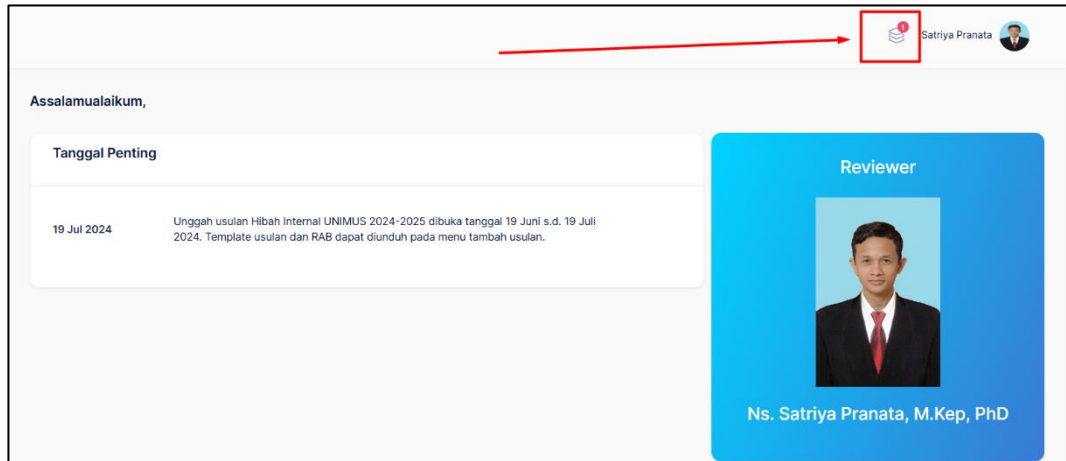 1
Satriya Pranata
Assalamualaikum,
Tanggal Penting
19 Jul 2024
Unggah usulan Hibah Internal UNIMUS 2024-2025 dibuka tanggal 19 Juni s.d. 19 Juli
2024. Template usulan dan RAB dapat diunduh pada menu tambah usulan.
Reviewer
Ns. Satriya Pranata, M.Kep, PhD